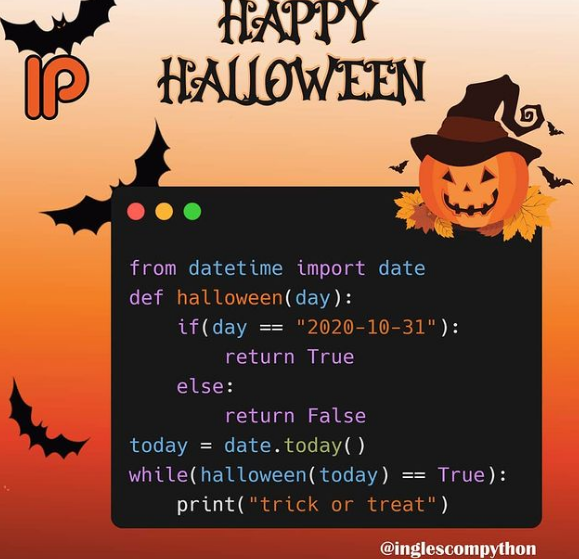 HAPPY
HALLOWEEN
IP
from datetime import date
def halloween(day):
    if(day == "2020-10-31"):
        return True
    else:
        return False
today = date.today()
while(halloween(today) == True):
    print("trick or treat")
@inglescompython